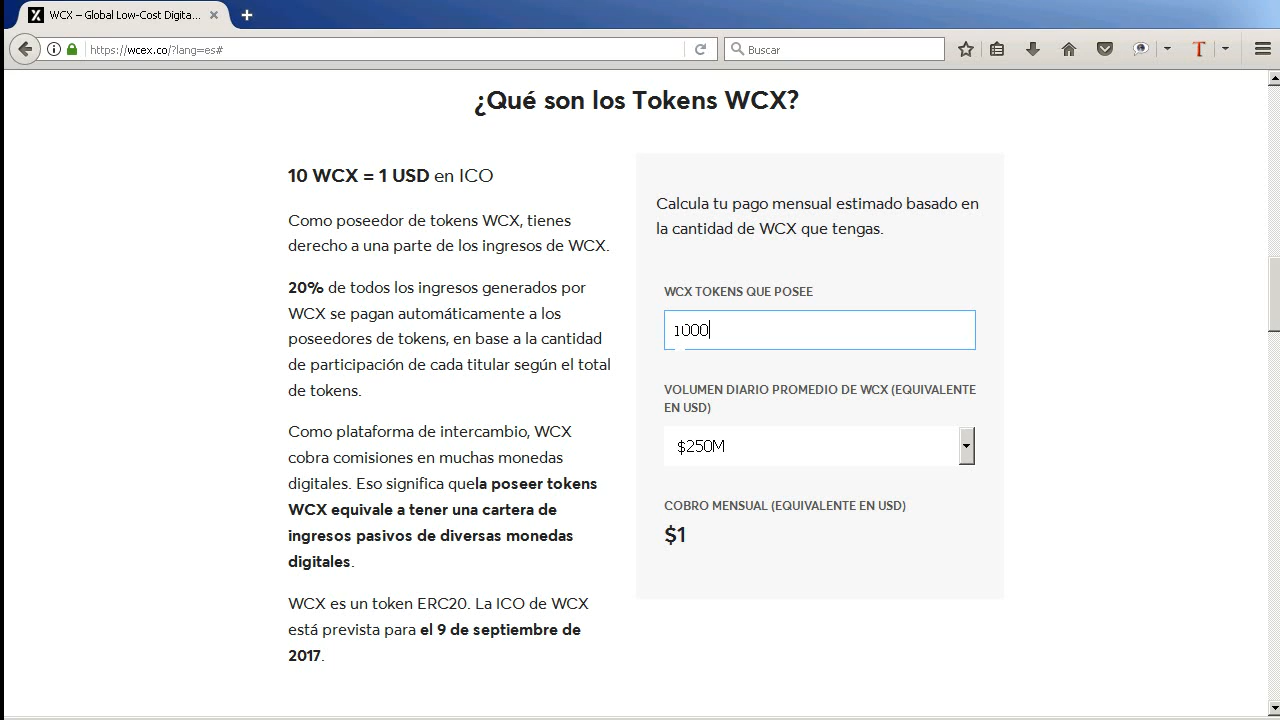 WCX – Global Low-Cost Digita...
https://wcex.co/?lang=es#
Buscar
¿Qué son los Tokens WCX?
10 WCX = 1 USD en ICO
Como poseedor de tokens WCX, tienes
derecho a una parte de los ingresos de WCX.
20% de todos los ingresos generados por
WCX se pagan automáticamente a los
poseedores de tokens, en base a la cantidad
de participación de cada titular según el total
de tokens.
Como plataforma de intercambio, WCX
cobra comisiones en muchas monedas
digitales. Eso significa quela poseer tokens
WCX equivale a tener una cartera de
ingresos pasivos de diversas monedas
digitales.
WCX es un token ERC20. La ICO de WCX
está prevista para el 9 de septiembre de
2017.
Calcula tu pago mensual estimado basado en
la cantidad de WCX que tengas.
WCX TOKENS QUE POSEE
1000
VOLUMEN DIARIO PROMEDIO DE WCX (EQUIVALENTE
EN USD)
$250M
COBRO MENSUAL (EQUIVALENTE EN USD)
$1